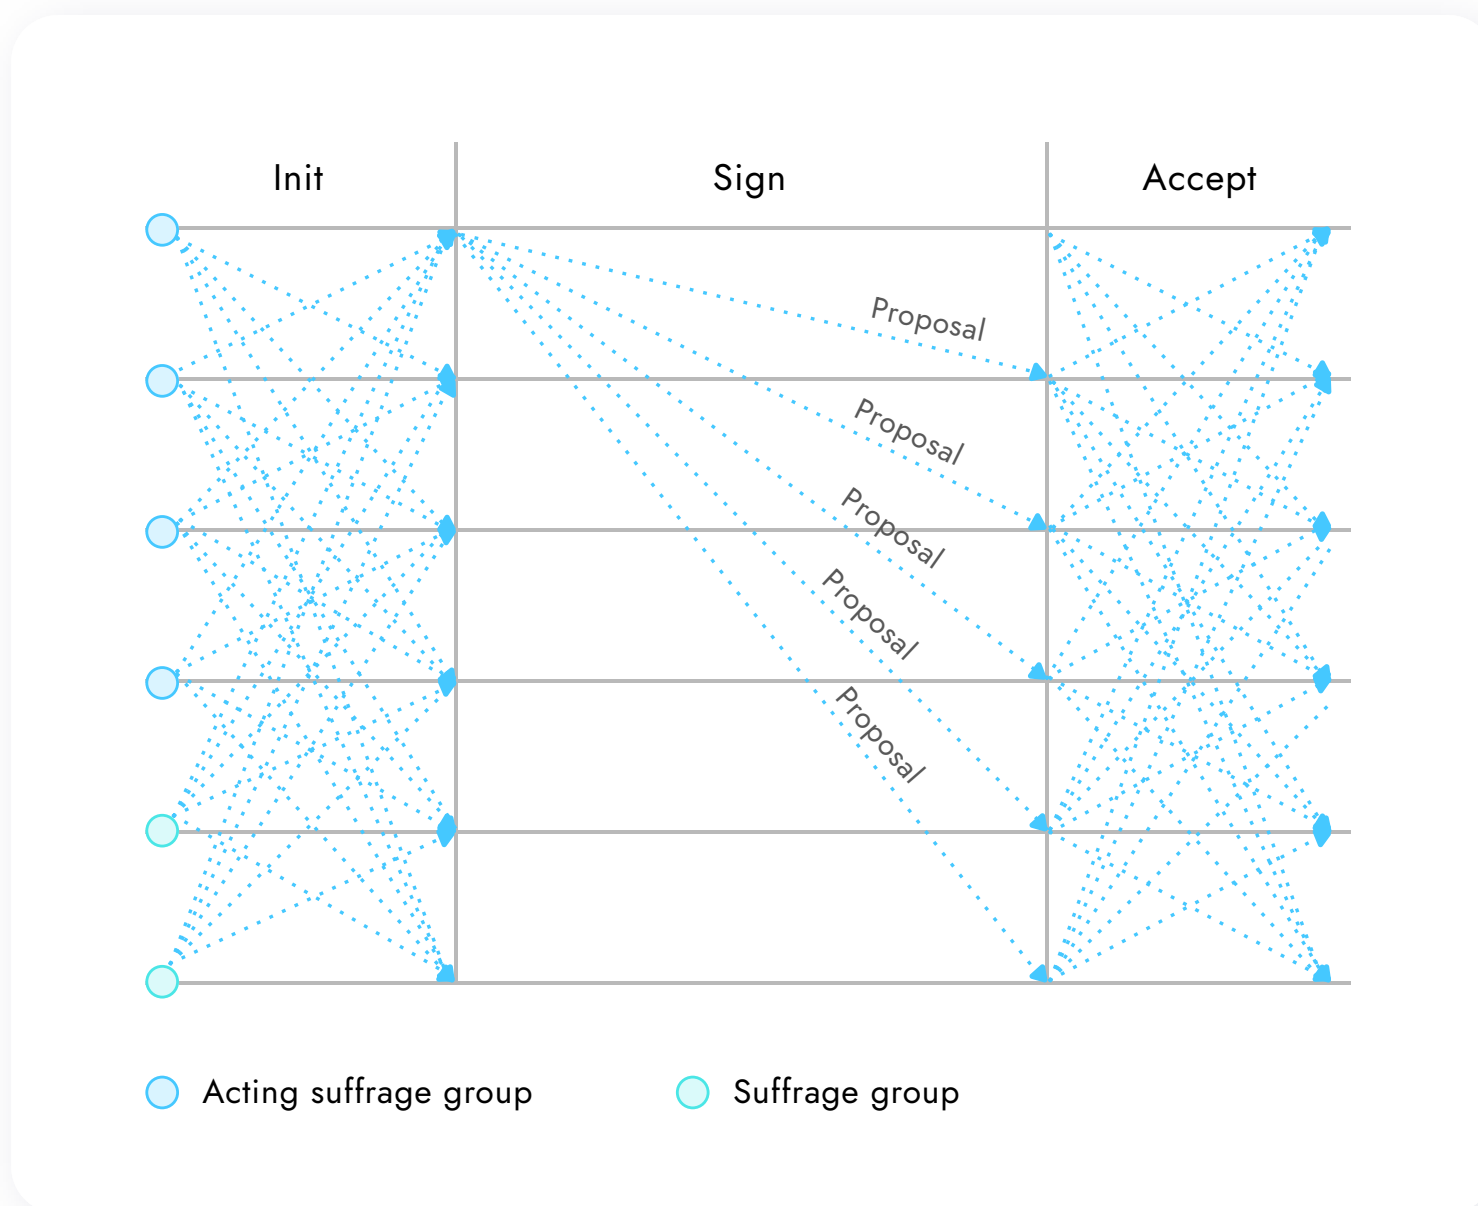 Init
Sign
Accept
Proposal
Proposal
Proposal
Proposal
Proposal
Acting suffrage group
Suffrage group